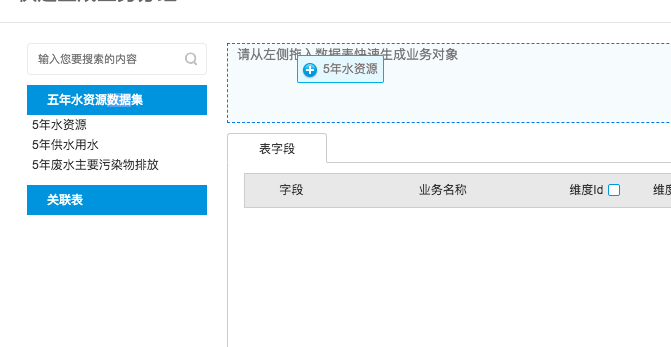 输入您要搜索的内容
五年水资源数据集
5年水资源
5年供水用水
5年废水主要污染物排放
关联表
请从左侧拖入数据表快速生成业务对象
5年水资源
表字段
字段 业务名称 维度Id